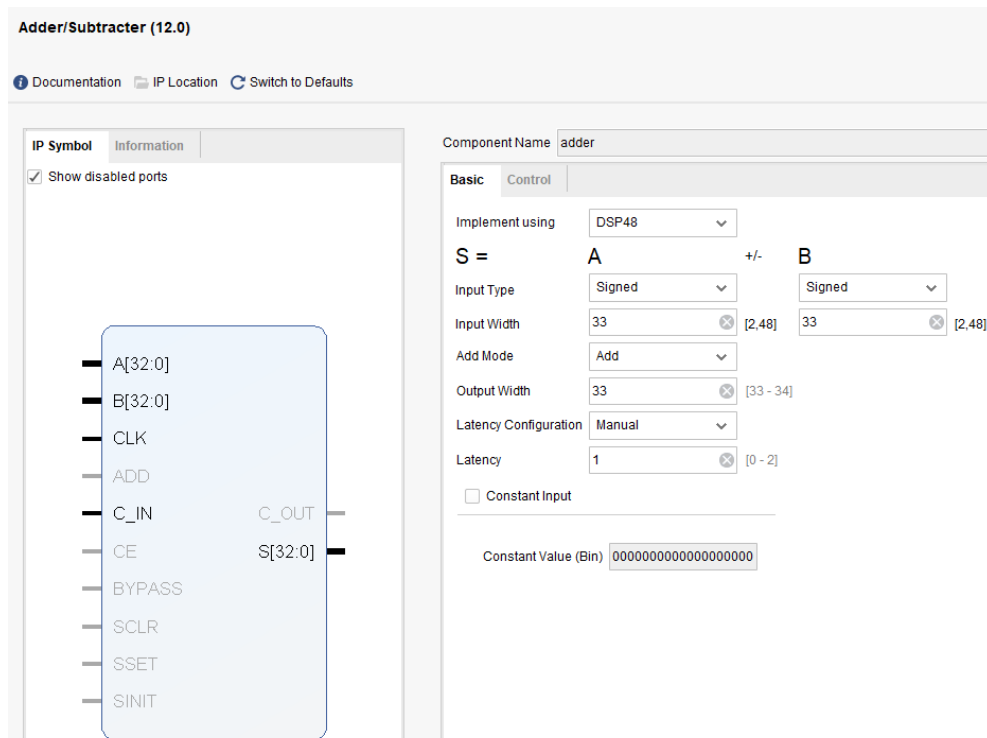 Adder/Subtracter (12.0)
Documentation IP Location Switch to Defaults
IP Symbol Information
Show disabled ports
A[32:0]
B[32:0]
CLK
ADD
C_IN C_OUT
CE S[32:0]
BYPASS
SCLR
SSET
SINIT
Component Name adder
Basic Control
Implement using DSP48
S = A +/- B
Input Type Signed Signed
Input Width 33 [2,48] 33 [2,48]
Add Mode Add
Output Width 33 [33 - 34]
Latency Configuration Manual
Latency 1 [0 - 2]
Constant Input
Constant Value (Bin) 0000000000000000000